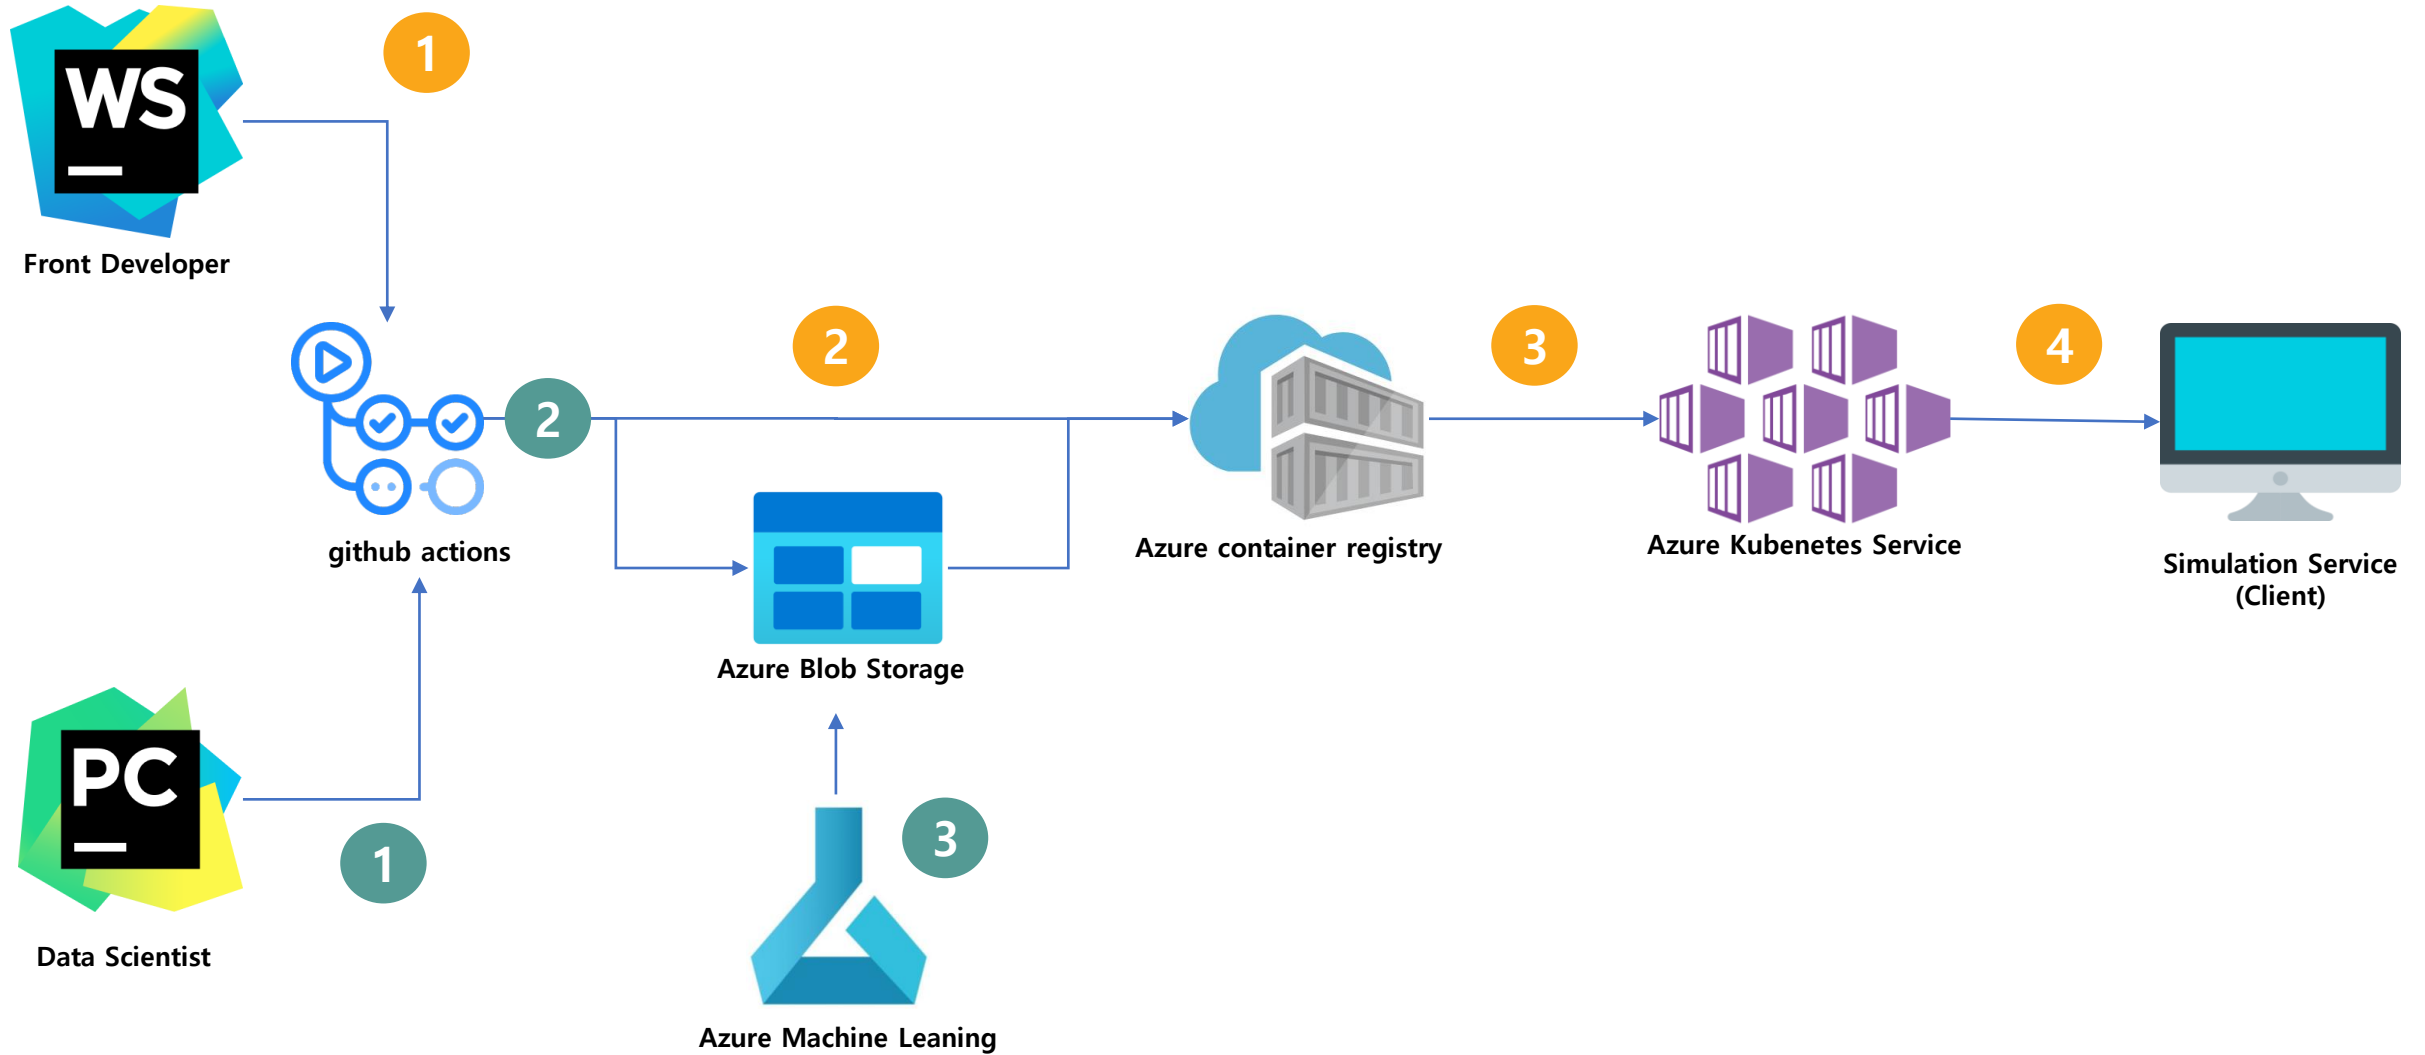 WS
1
Front Developer
2
3
4
2
github actions
Azure container registry
Azure Kubenetes Service
Simulation Service
(Client)
Azure Blob Storage
PC
1
3
Data Scientist
Azure Machine Leaning